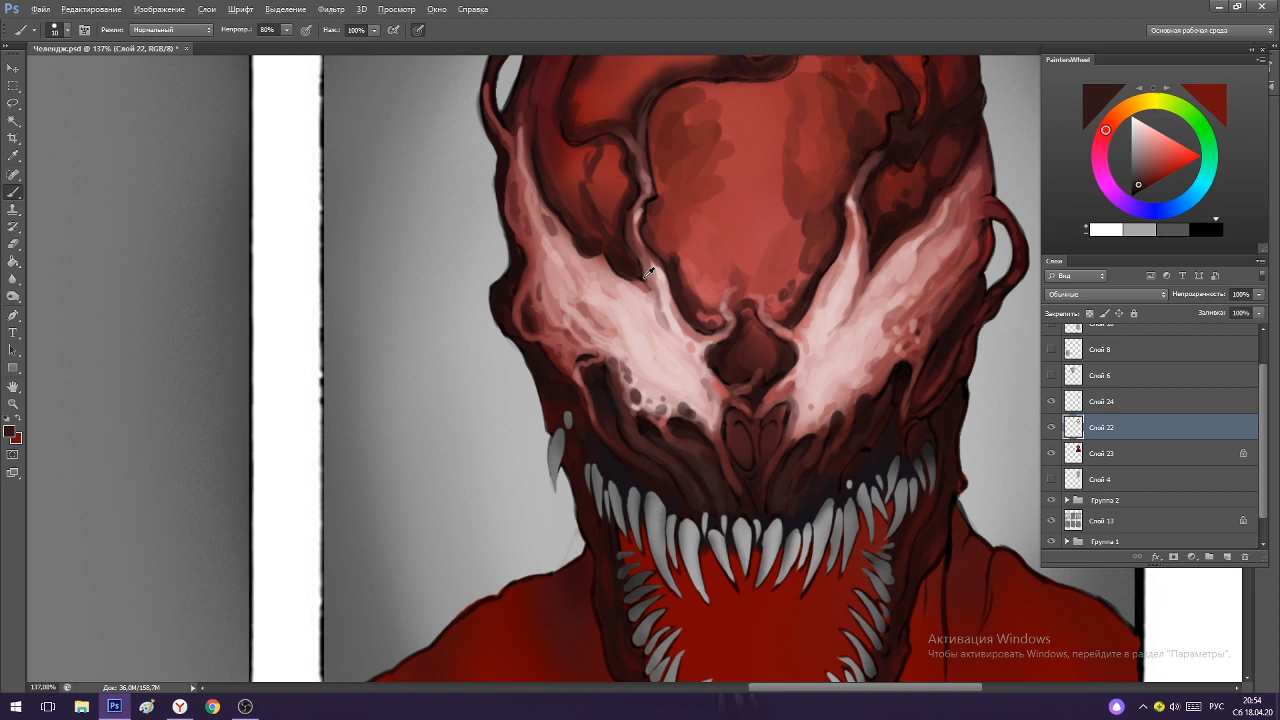 Ps
Файл
Редактирование
Изображение
Слои
Шрифт
Выделение
Фильтр
3D
Просмотр
Окно
Справка
10
Режим:
Нормальный
Непрозр.:
80%
Наж.:
100%
Основная рабочая среда
Челендж.psd @ 137% (Слой 22, RGB/8) *
PaintersWheel
Слои
Вид
Обычные
Непрозрачность:
100%
Закрепить:
Заливка:
100%
Слой 8
Слой 6
Слой 24
Слой 22
Слой 23
Слой 4
Группа 2
Слой 13
Группа 1
Активация Windows
Чтобы активировать Windows, перейдите в раздел "Параметры".
137,08%
Док: 36,0M/158,7M
Ps
РУС
20:54
Сб 18.04.20